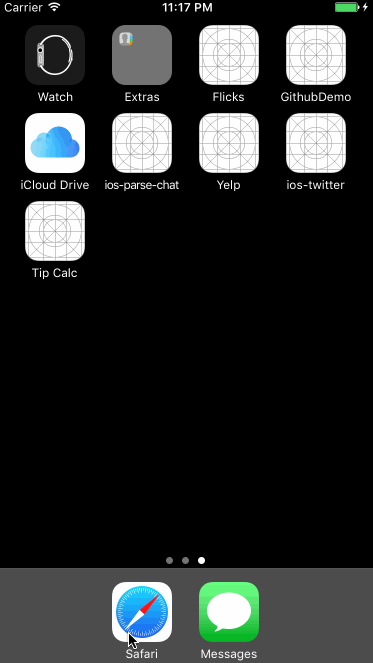 Carrier 11:17 PM
Watch Extras Flicks GithubDemo
iCloud Drive ios-parse-chat Yelp ios-twitter
Tip Calc
Safari Messages